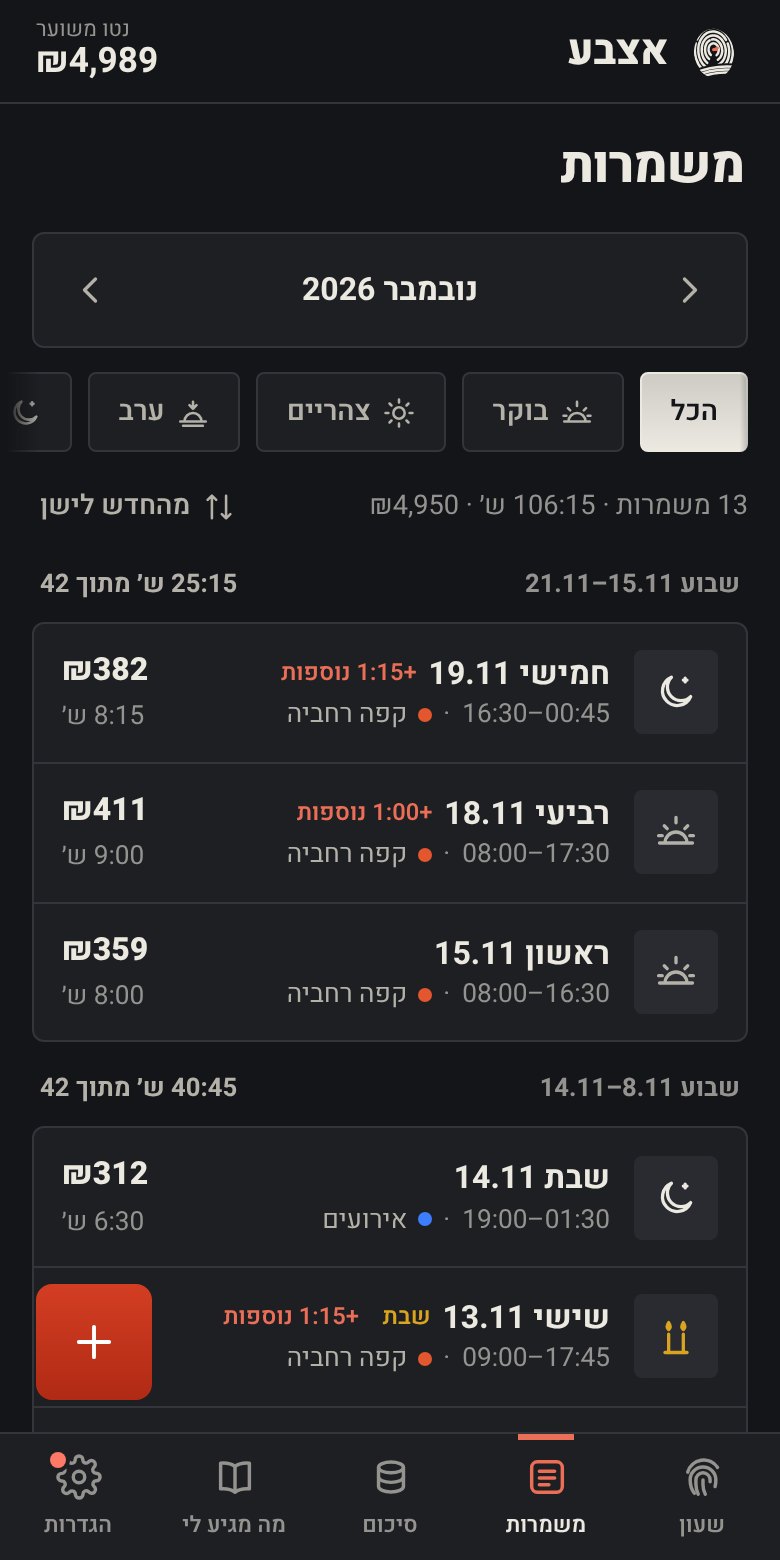 אצבע
נטו משוער
₪4,989
משמרות
נובמבר 2026
הכל
בוקר
צהריים
ערב
13 משמרות · 106:15 ש׳ · ₪4,950
מהחדש לישן
שבוע 15.11–21.11
25:15 ש׳ מתוך 42
חמישי 19.11 +1:15 נוספות
₪382
16:30–00:45 · קפה רחביה
8:15 ש׳
רביעי 18.11 +1:00 נוספות
₪411
08:00–17:30 · קפה רחביה
9:00 ש׳
ראשון 15.11
₪359
08:00–16:30 · קפה רחביה
8:00 ש׳
שבוע 8.11–14.11
40:45 ש׳ מתוך 42
שבת 14.11
₪312
19:00–01:30 · אירועים
6:30 ש׳
שישי 13.11 שבת +1:15 נוספות
09:00–17:45 · קפה רחביה
שעון
משמרות
סיכום
מה מגיע לי
הגדרות